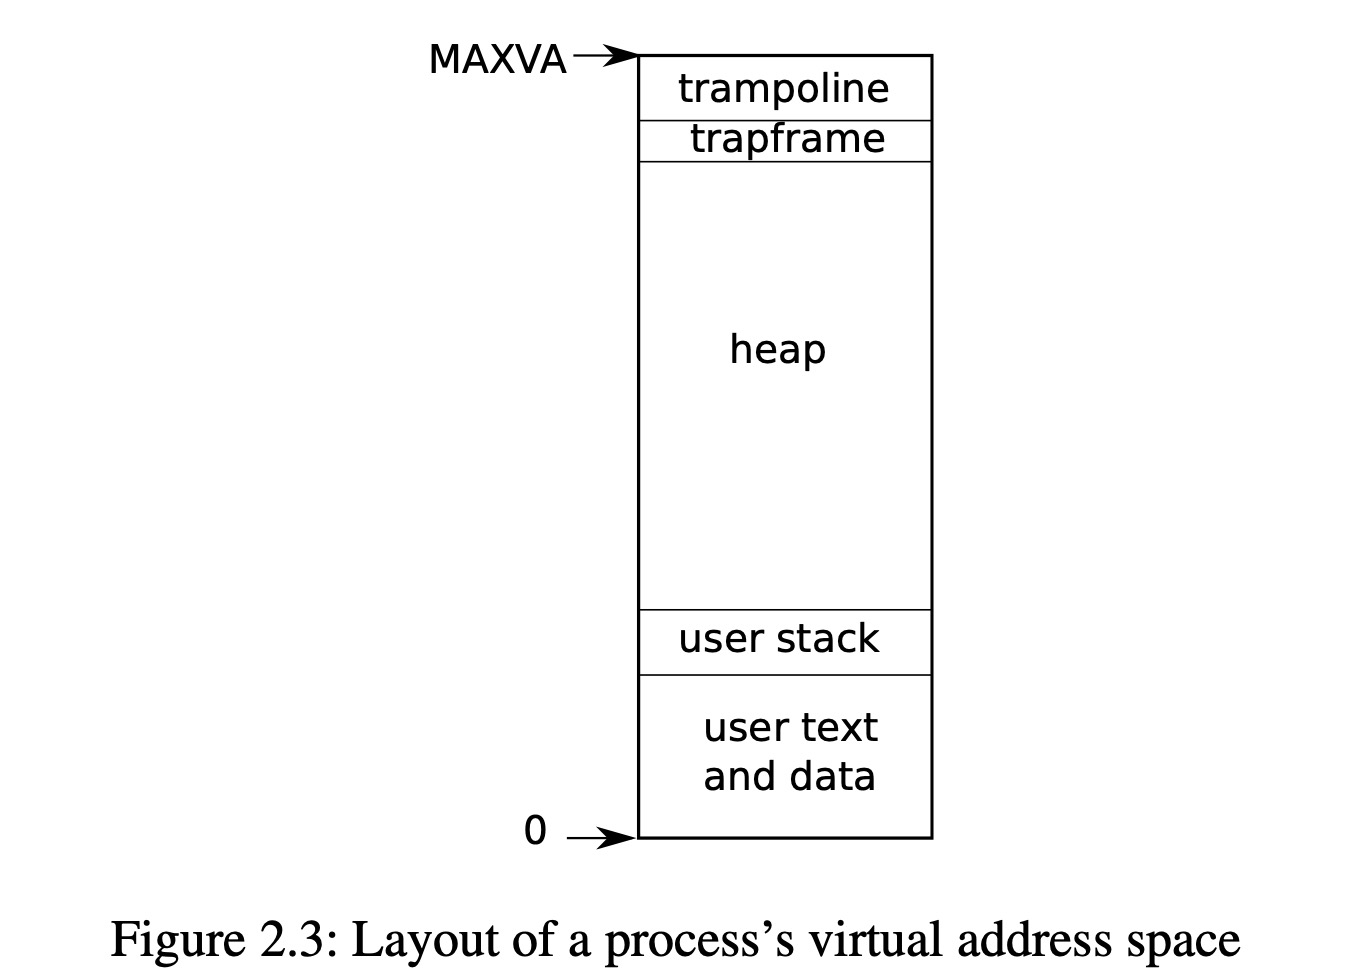 MAXVA
trampoline
trapframe
heap
user stack
user text
and data
0
Figure 2.3: Layout of a process’s virtual address space